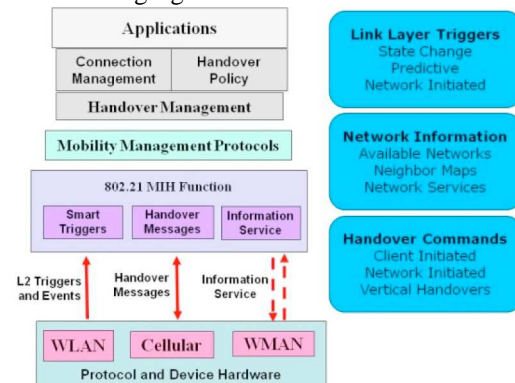 Applications
Connection Management
Handover Policy
Handover Management
Mobility Management Protocols
802.21 MIH Function
Smart Triggers
Handover Messages
Information Service
L2 Triggers and Events
Handover Messages
Information Service
WLAN
Cellular
WMAN
Protocol and Device Hardware
Link Layer Triggers
State Change
Predictive
Network Initiated
Network Information
Available Networks
Neighbor Maps
Network Services
Handover Commands
Client Initiated
Network Initiated
Vertical Handovers